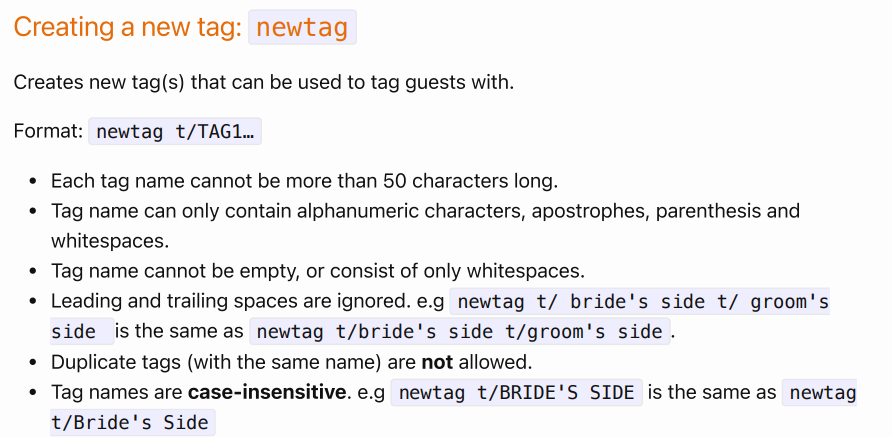 Creating a new tag: newtag
Creates new tag(s) that can be used to tag guests with.
Format: newtag t/TAG1…
• Each tag name cannot be more than 50 characters long.
• Tag name can only contain alphanumeric characters, apostrophes, parenthesis and
whitespaces.
• Tag name cannot be empty, or consist of only whitespaces.
• Leading and trailing spaces are ignored. e.g newtag t/ bride's side t/ groom's
side is the same as newtag t/bride's side t/groom's side.
• Duplicate tags (with the same name) are not allowed.
• Tag names are case-insensitive. e.g newtag t/BRIDE'S SIDE is the same as newtag
t/Bride's Side